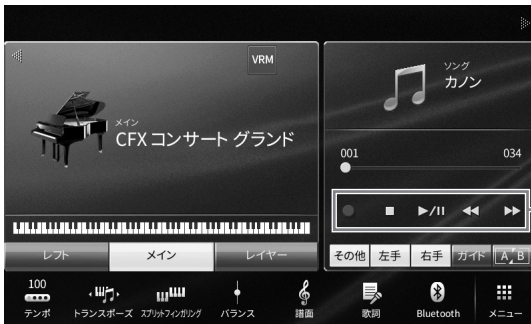 VRM
メイン
CFX コンサート グランド
ソング
カノン
001
034
レフト
メイン
レイヤー
その他
左手
右手
ガイド
A B
100
テンポ
トランスポーズ
スプリットフィンガリング
バランス
譜面
歌詞
Bluetooth
メニュー